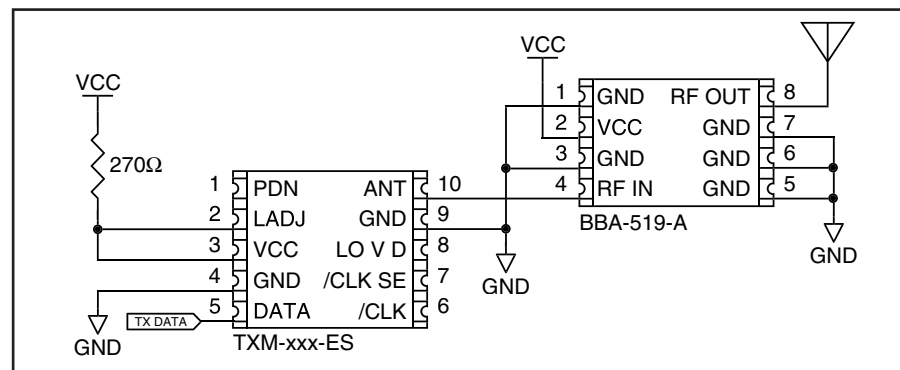 VCC
270Ω
1 PDN ANT 10
2 LADJ GND 9
3 VCC LO V D 8
4 GND /CLK SE 7
5 DATA /CLK 6
TX DATA
GND
TXM-xxx-ES
VCC
1 GND RF OUT 8
2 VCC GND 7
3 GND GND 6
4 RF IN GND 5
BBA-519-A
GND
GND